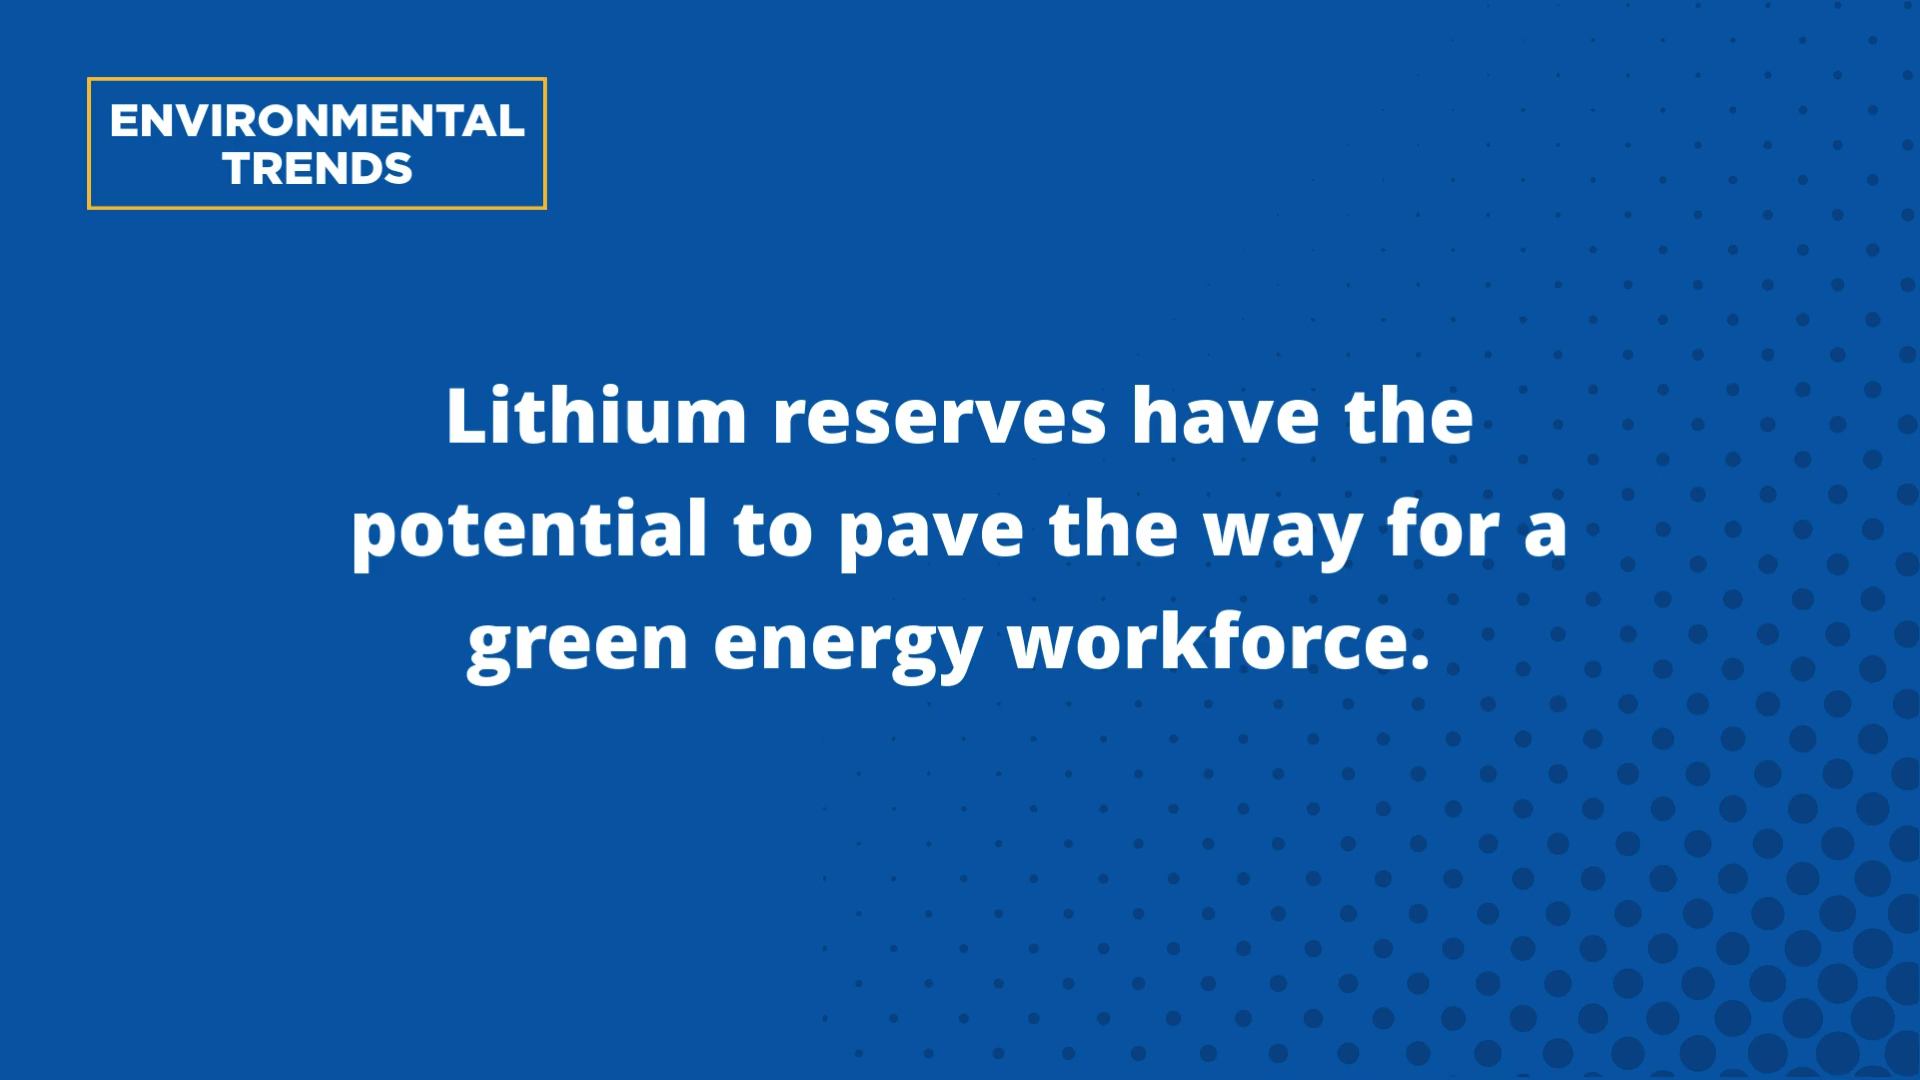 ENVIRONMENTAL
TRENDS
Lithium reserves have the
potential to pave the way for a
green energy workforce.